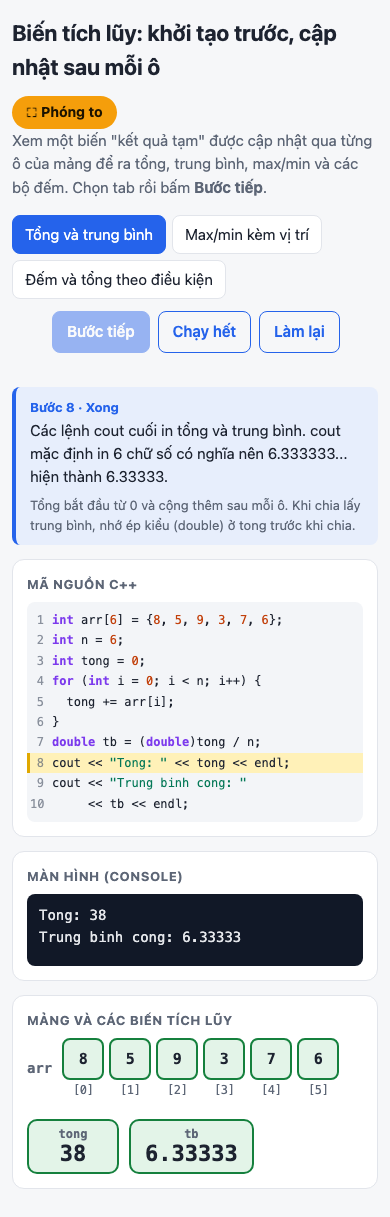 Biến tích lũy: khởi tạo trước, cập
nhật sau mỗi ô
⛶ Phóng to
Xem một biến "kết quả tạm" được cập nhật qua từng
ô của mảng để ra tổng, trung bình, max/min và các
bộ đếm. Chọn tab rồi bấm Bước tiếp.
Tổng và trung bình
Max/min kèm vị trí
Đếm và tổng theo điều kiện
Bước tiếp
Chạy hết
Làm lại
Bước 8 · Xong
Các lệnh cout cuối in tổng và trung bình. cout
mặc định in 6 chữ số có nghĩa nên 6.333333...
hiện thành 6.33333.
Tổng bắt đầu từ 0 và cộng thêm sau mỗi ô. Khi chia lấy
trung bình, nhớ ép kiểu (double) ở tong trước khi chia.
MÃ NGUỒN C++
1 int arr[6] = {8, 5, 9, 3, 7, 6};
2 int n = 6;
3 int tong = 0;
4 for (int i = 0; i < n; i++) {
5   tong += arr[i];
6 }
7 double tb = (double)tong / n;
8 cout << "Tong: " << tong << endl;
9 cout << "Trung binh cong: "
10      << tb << endl;
MÀN HÌNH (CONSOLE)
Tong: 38
Trung binh cong: 6.33333
MẢNG VÀ CÁC BIẾN TÍCH LŨY
arr 8 5 9 3 7 6
[0] [1] [2] [3] [4] [5]
tong tb
38 6.33333